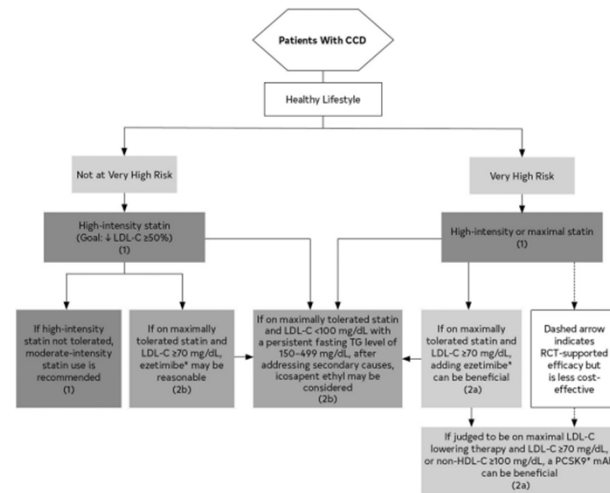 Patients With CCD
Healthy Lifestyle
Not at Very High Risk
Very High Risk
High-intensity statin
(Goal: ↓ LDL-C ≥50%)
(1)
High-intensity or maximal statin
(1)
If high-intensity
statin not tolerated,
moderate-intensity
statin use is
recommended
(1)
If on maximally
tolerated statin and
LDL-C ≥70 mg/dL,
ezetimibe* may be
reasonable
(2b)
If on maximally tolerated statin
and LDL-C <100 mg/dL with
a persistent fasting TG level of
150–499 mg/dL, after
addressing secondary causes,
icosapent ethyl may be
considered
(2b)
If on maximally
tolerated statin and
LDL-C ≥70 mg/dL,
adding ezetimibe*
can be beneficial
(2a)
Dashed arrow
indicates
RCT-supported
efficacy but
is less cost-
effective
If judged to be on maximal LDL-C
lowering therapy and LDL-C ≥70 mg/dL,
or non-HDL-C ≥100 mg/dL, a PCSK9* mAb
can be beneficial
(2a)